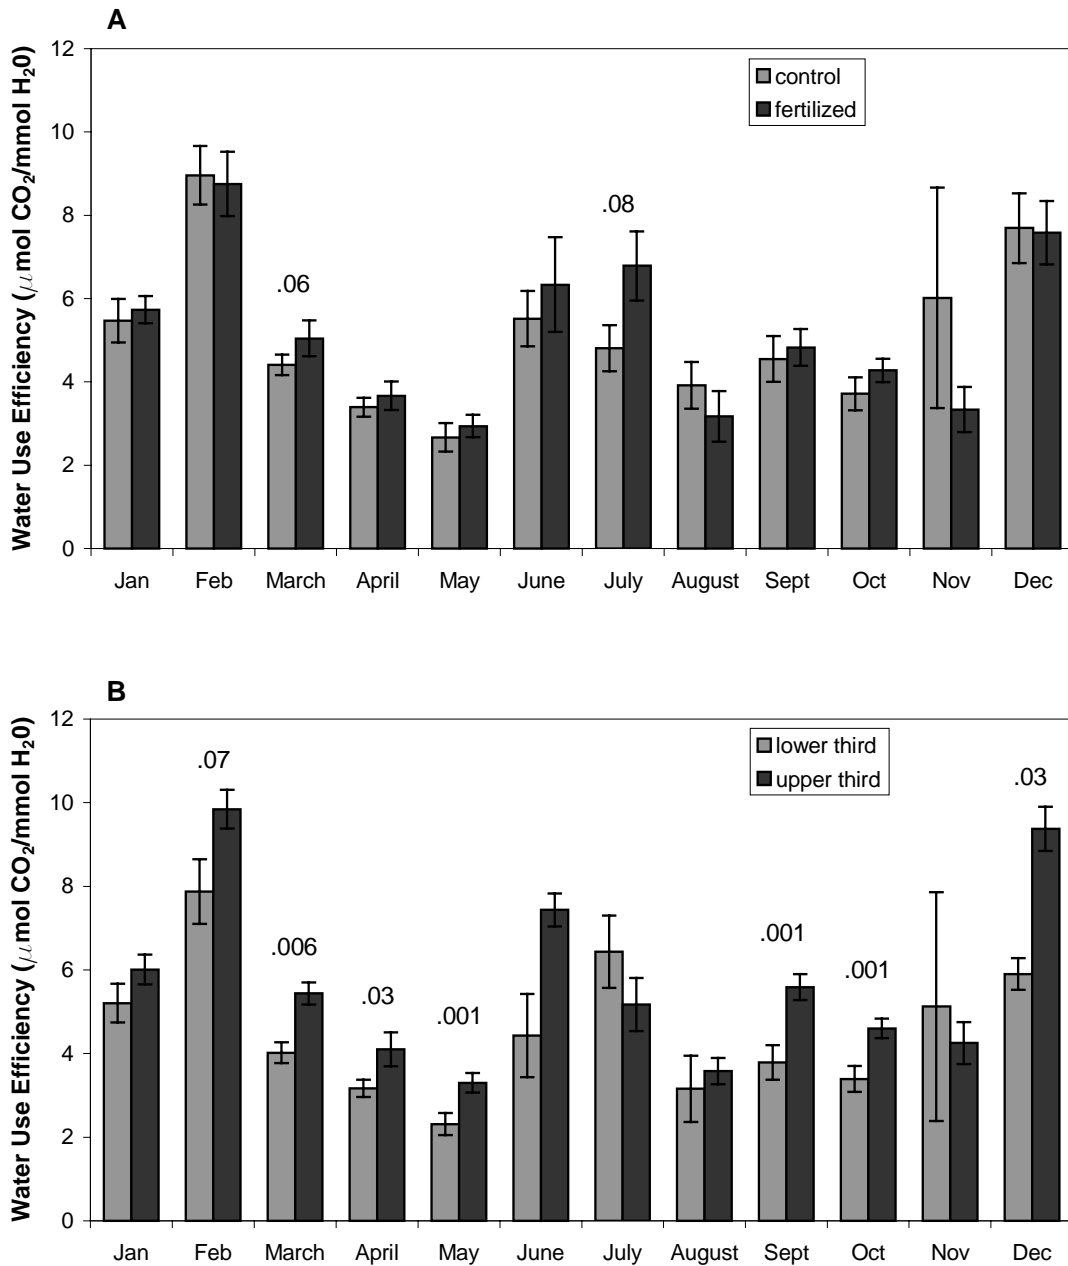 A
Water Use Efficiency (μmol CO₂/mmol H₂0)
12
10
8
6
4
2
0
control
fertilized
.06
.08
Jan Feb March April May June July August Sept Oct Nov Dec
B
Water Use Efficiency (μmol CO₂/mmol H₂0)
12
10
8
6
4
2
0
lower third
upper third
.07
.006
.03
.001
.001
.001
.03
Jan Feb March April May June July August Sept Oct Nov Dec